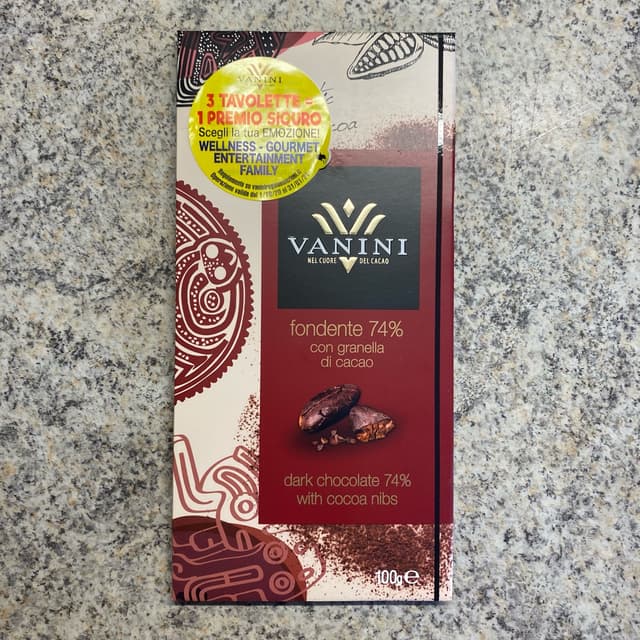 VANINI
3 TAVOLETTE =
1 PREMIO SICURO
Scegli la tua EMOZIONE!
WELLNESS - GOURMET
ENTERTAINMENT
FAMILY
VANINI
NEL CUORE DEL CACAO
fondente 74%
con granella
di cacao
dark chocolate 74%
with cocoa nibs
100g ℮